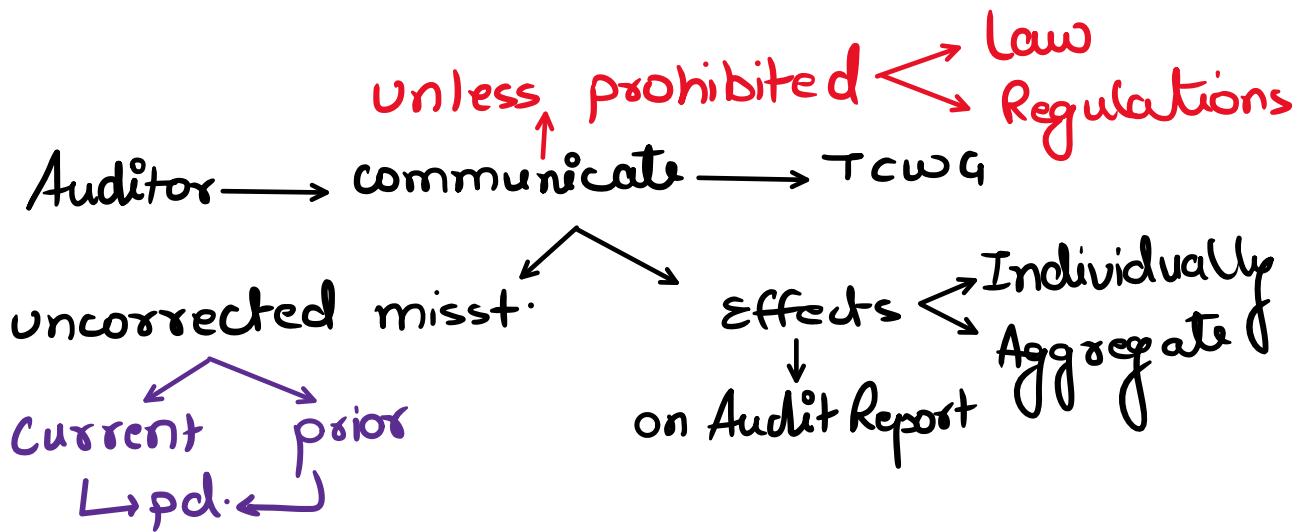 Law
unless prohibited
Regulations
Auditor communicate TCWG
Individually
uncorrected misst. Effects
Aggregate
current prior
on Audit Report
pd.